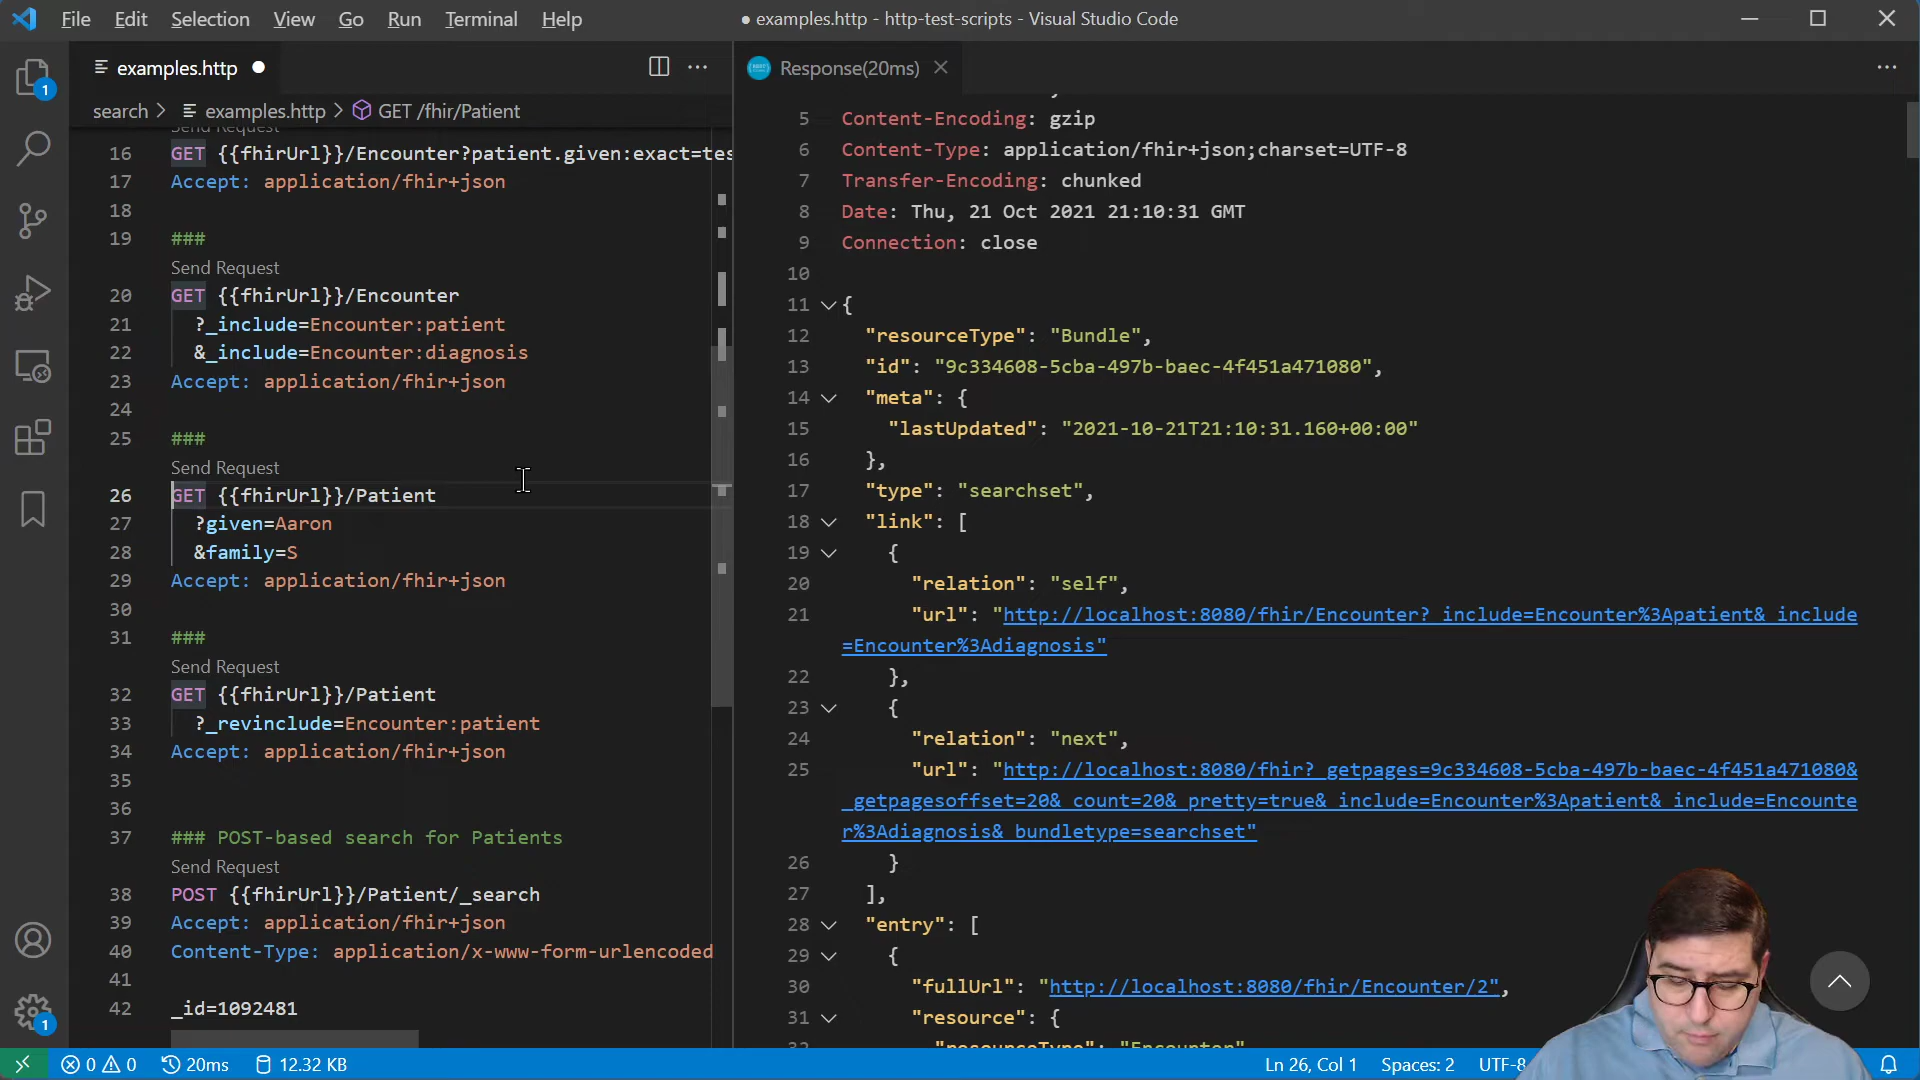 File Edit Selection View Go Run Terminal Help
● examples.http - http-test-scripts - Visual Studio Code
examples.http
Response(20ms)
search > examples.http > GET /fhir/Patient
Send Request
16 GET {{fhirUrl}}/Encounter?patient.given:exact=tes
17 Accept: application/fhir+json
18
19 ###
Send Request
20 GET {{fhirUrl}}/Encounter
21 ?_include=Encounter:patient
22 &_include=Encounter:diagnosis
23 Accept: application/fhir+json
24
25 ###
Send Request
26 GET {{fhirUrl}}/Patient
27 ?given=Aaron
28 &family=S
29 Accept: application/fhir+json
30
31 ###
Send Request
32 GET {{fhirUrl}}/Patient
33 ?_revinclude=Encounter:patient
34 Accept: application/fhir+json
35
36
37 ### POST-based search for Patients
Send Request
38 POST {{fhirUrl}}/Patient/_search
39 Accept: application/fhir+json
40 Content-Type: application/x-www-form-urlencoded
41
42 _id=1092481
5 Content-Encoding: gzip
6 Content-Type: application/fhir+json;charset=UTF-8
7 Transfer-Encoding: chunked
8 Date: Thu, 21 Oct 2021 21:10:31 GMT
9 Connection: close
10
11 {
12 "resourceType": "Bundle",
13 "id": "9c334608-5cba-497b-baec-4f451a471080",
14 "meta": {
15 "lastUpdated": "2021-10-21T21:10:31.160+00:00"
16 },
17 "type": "searchset",
18 "link": [
19 {
20 "relation": "self",
21 "url": "http://localhost:8080/fhir/Encounter?_include=Encounter%3Apatient&_include
=Encounter%3Adiagnosis"
22 },
23 {
24 "relation": "next",
25 "url": "http://localhost:8080/fhir?_getpages=9c334608-5cba-497b-baec-4f451a471080&
_getpagesoffset=20&_count=20&_pretty=true&_include=Encounter%3Apatient&_include=Encounte
r%3Adiagnosis&_bundletype=searchset"
26 }
27 ],
28 "entry": [
29 {
30 "fullUrl": "http://localhost:8080/fhir/Encounter/2",
31 "resource": {
32 "resourceType": "Encounter"
1
1
0 0 20ms 12.32 KB
Ln 26, Col 1 Spaces: 2 UTF-8